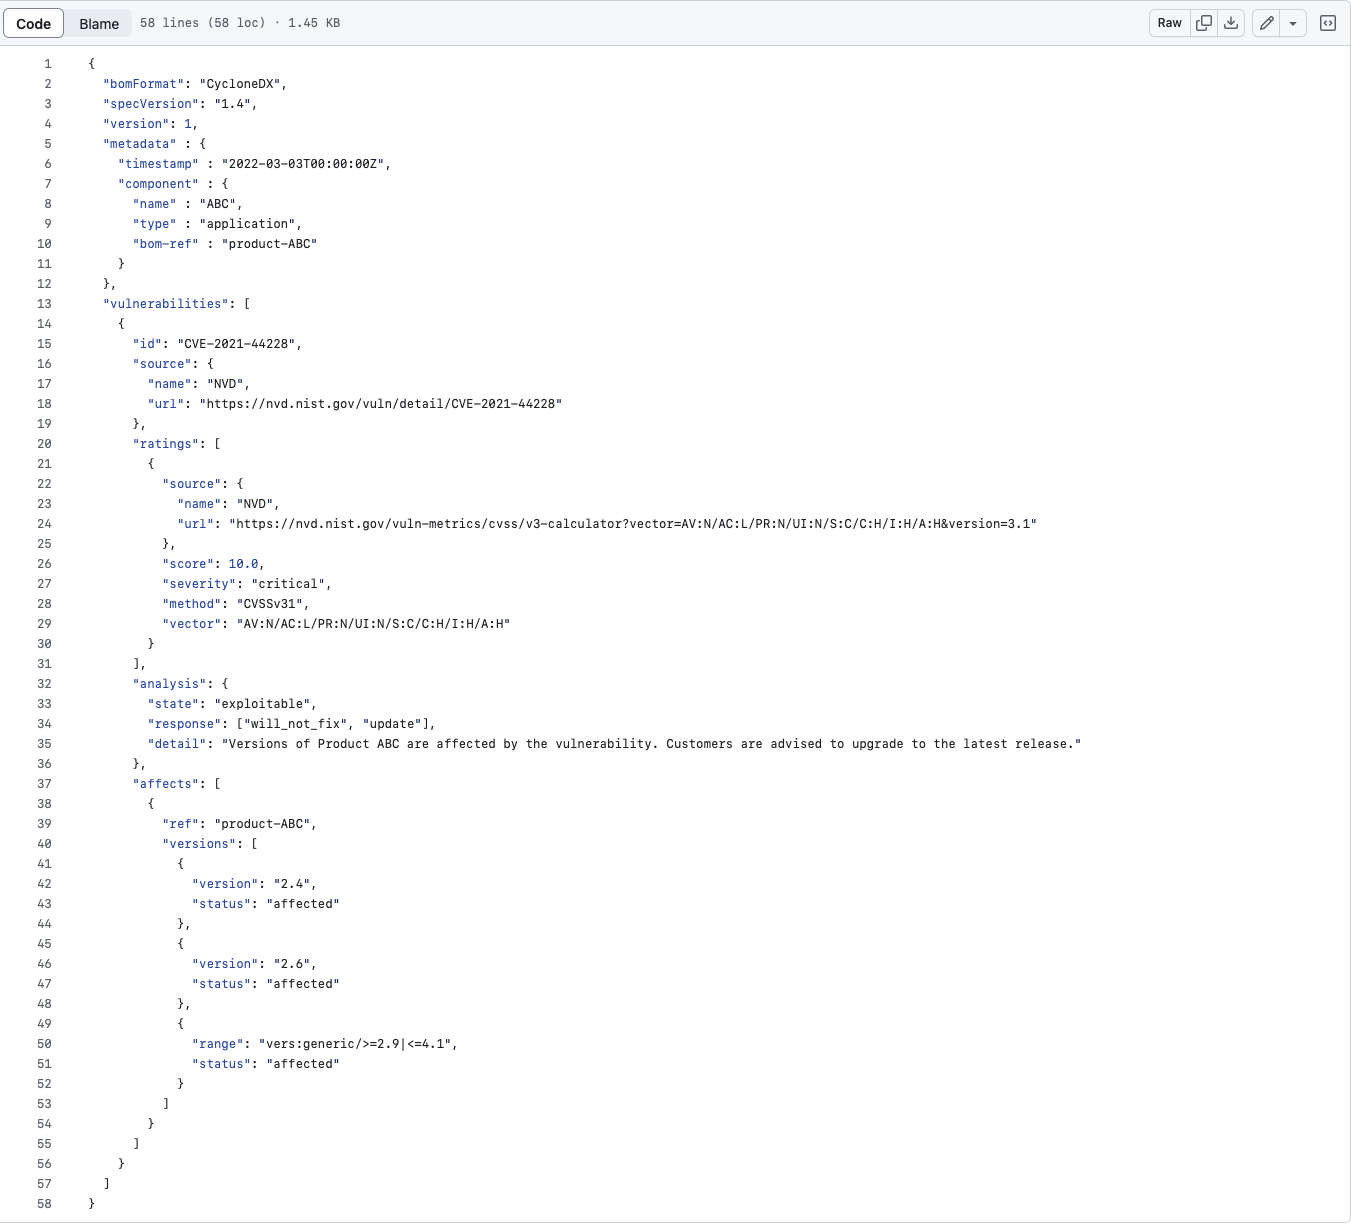 Code Blame 58 lines (58 loc) · 1.45 KB Raw
1 {
2 "bomFormat": "CycloneDX",
3 "specVersion": "1.4",
4 "version": 1,
5 "metadata" : {
6 "timestamp" : "2022-03-03T00:00:00Z",
7 "component" : {
8 "name" : "ABC",
9 "type" : "application",
10 "bom-ref" : "product-ABC"
11 }
12 },
13 "vulnerabilities": [
14 {
15 "id": "CVE-2021-44228",
16 "source": {
17 "name": "NVD",
18 "url": "https://nvd.nist.gov/vuln/detail/CVE-2021-44228"
19 },
20 "ratings": [
21 {
22 "source": {
23 "name": "NVD",
24 "url": "https://nvd.nist.gov/vuln-metrics/cvss/v3-calculator?vector=AV:N/AC:L/PR:N/UI:N/S:C/C:H/I:H/A:H&version=3.1"
25 },
26 "score": 10.0,
27 "severity": "critical",
28 "method": "CVSSv31",
29 "vector": "AV:N/AC:L/PR:N/UI:N/S:C/C:H/I:H/A:H"
30 }
31 ],
32 "analysis": {
33 "state": "exploitable",
34 "response": ["will_not_fix", "update"],
35 "detail": "Versions of Product ABC are affected by the vulnerability. Customers are advised to upgrade to the latest release."
36 },
37 "affects": [
38 {
39 "ref": "product-ABC",
40 "versions": [
41 {
42 "version": "2.4",
43 "status": "affected"
44 },
45 {
46 "version": "2.6",
47 "status": "affected"
48 },
49 {
50 "range": "vers:generic/>=2.9|<=4.1",
51 "status": "affected"
52 }
53 ]
54 }
55 ]
56 }
57 ]
58 }